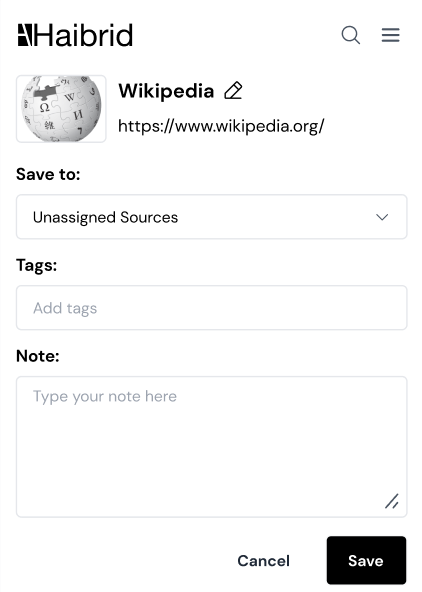 Haibrid
Wikipedia
https://www.wikipedia.org/
Save to:
Unassigned Sources
Tags:
Add tags
Note:
Type your note here
Cancel
Save